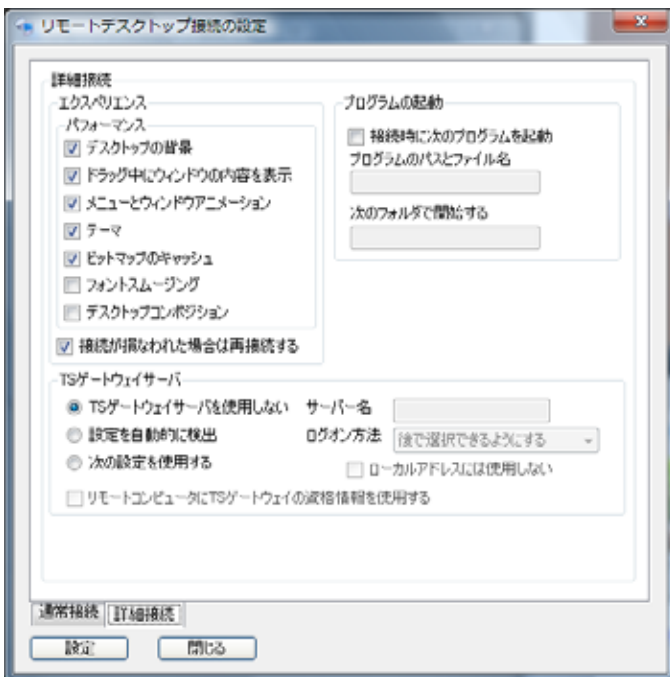 リモートデスクトップ接続の設定
詳細接続
エクスペリエンス
パフォーマンス
デスクトップの背景
ドラッグ中にウィンドウの内容を表示
メニューとウィンドウアニメーション
テーマ
ビットマップのキャッシュ
フォントスムージング
デスクトップコンポジション
接続が損なわれた場合は再接続する
プログラムの起動
接続時に次のプログラムを起動
プログラムのパスとファイル名
次のフォルダで開始する
TSゲートウェイサーバ
TSゲートウェイサーバを使用しない
設定を自動的に検出
次の設定を使用する
サーバー名
ログオン方法
後で選択できるようにする
ローカルアドレスには使用しない
リモートコンピュータにTSゲートウェイの資格情報を使用する
通常接続
詳細接続
設定
閉じる